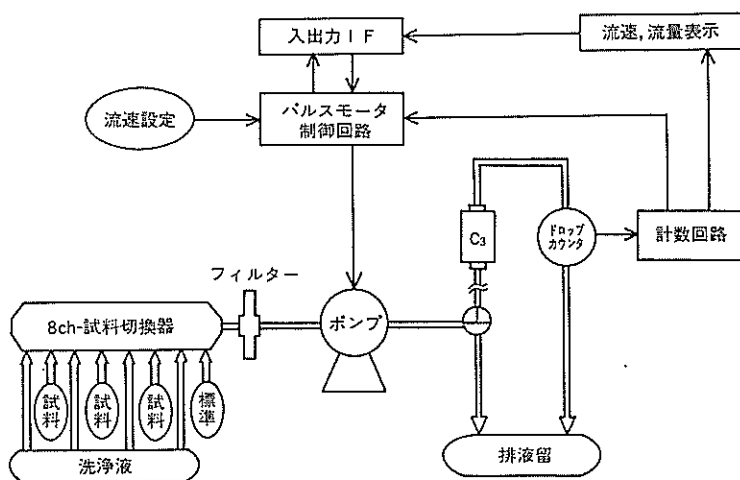 入出力IF
流速,流量表示
流速設定
パルスモータ
制御回路
C3
ドロップ
カウンタ
計数回路
フィルター
8ch-試料切換器
ポンプ
試料
試料
試料
標準
洗浄液
排液留